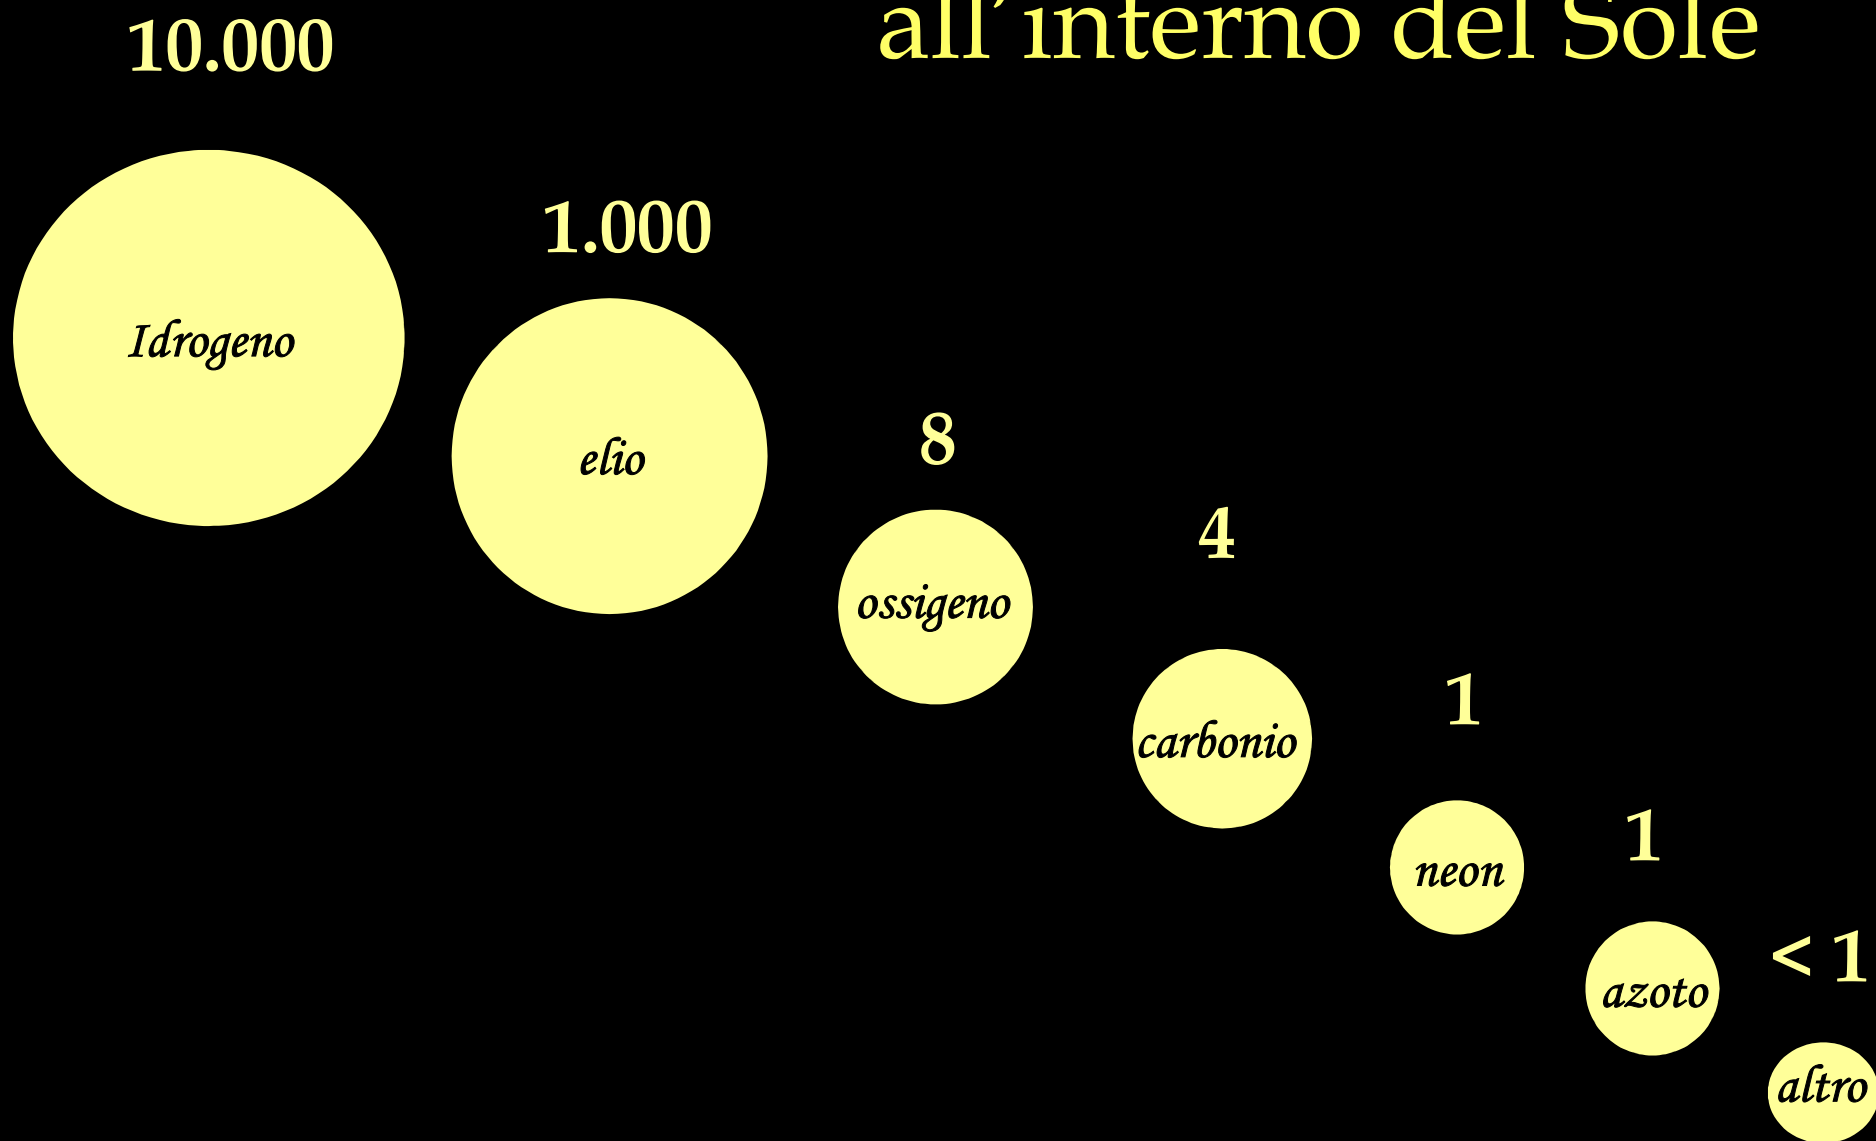 all'interno del Sole
10.000
Idrogeno
1.000
elio
8
ossigeno
4
carbonio
1
neon
1
azoto
< 1
altro